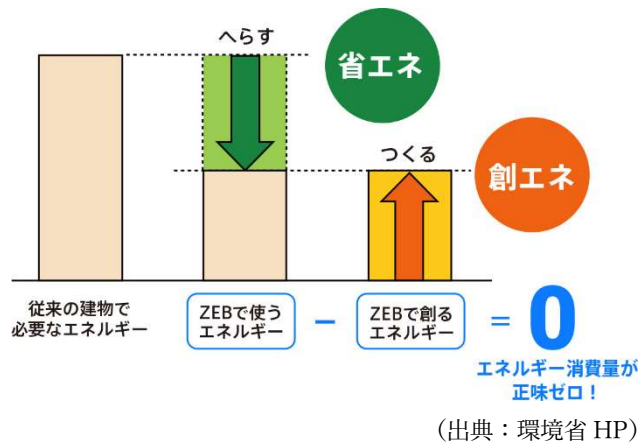 へらす
省エネ
つくる
創エネ
従来の建物で
必要なエネルギー
ZEBで使う
エネルギー
−
ZEBで創る
エネルギー
= 0
エネルギー消費量が
正味ゼロ！
（出典：環境省 HP）